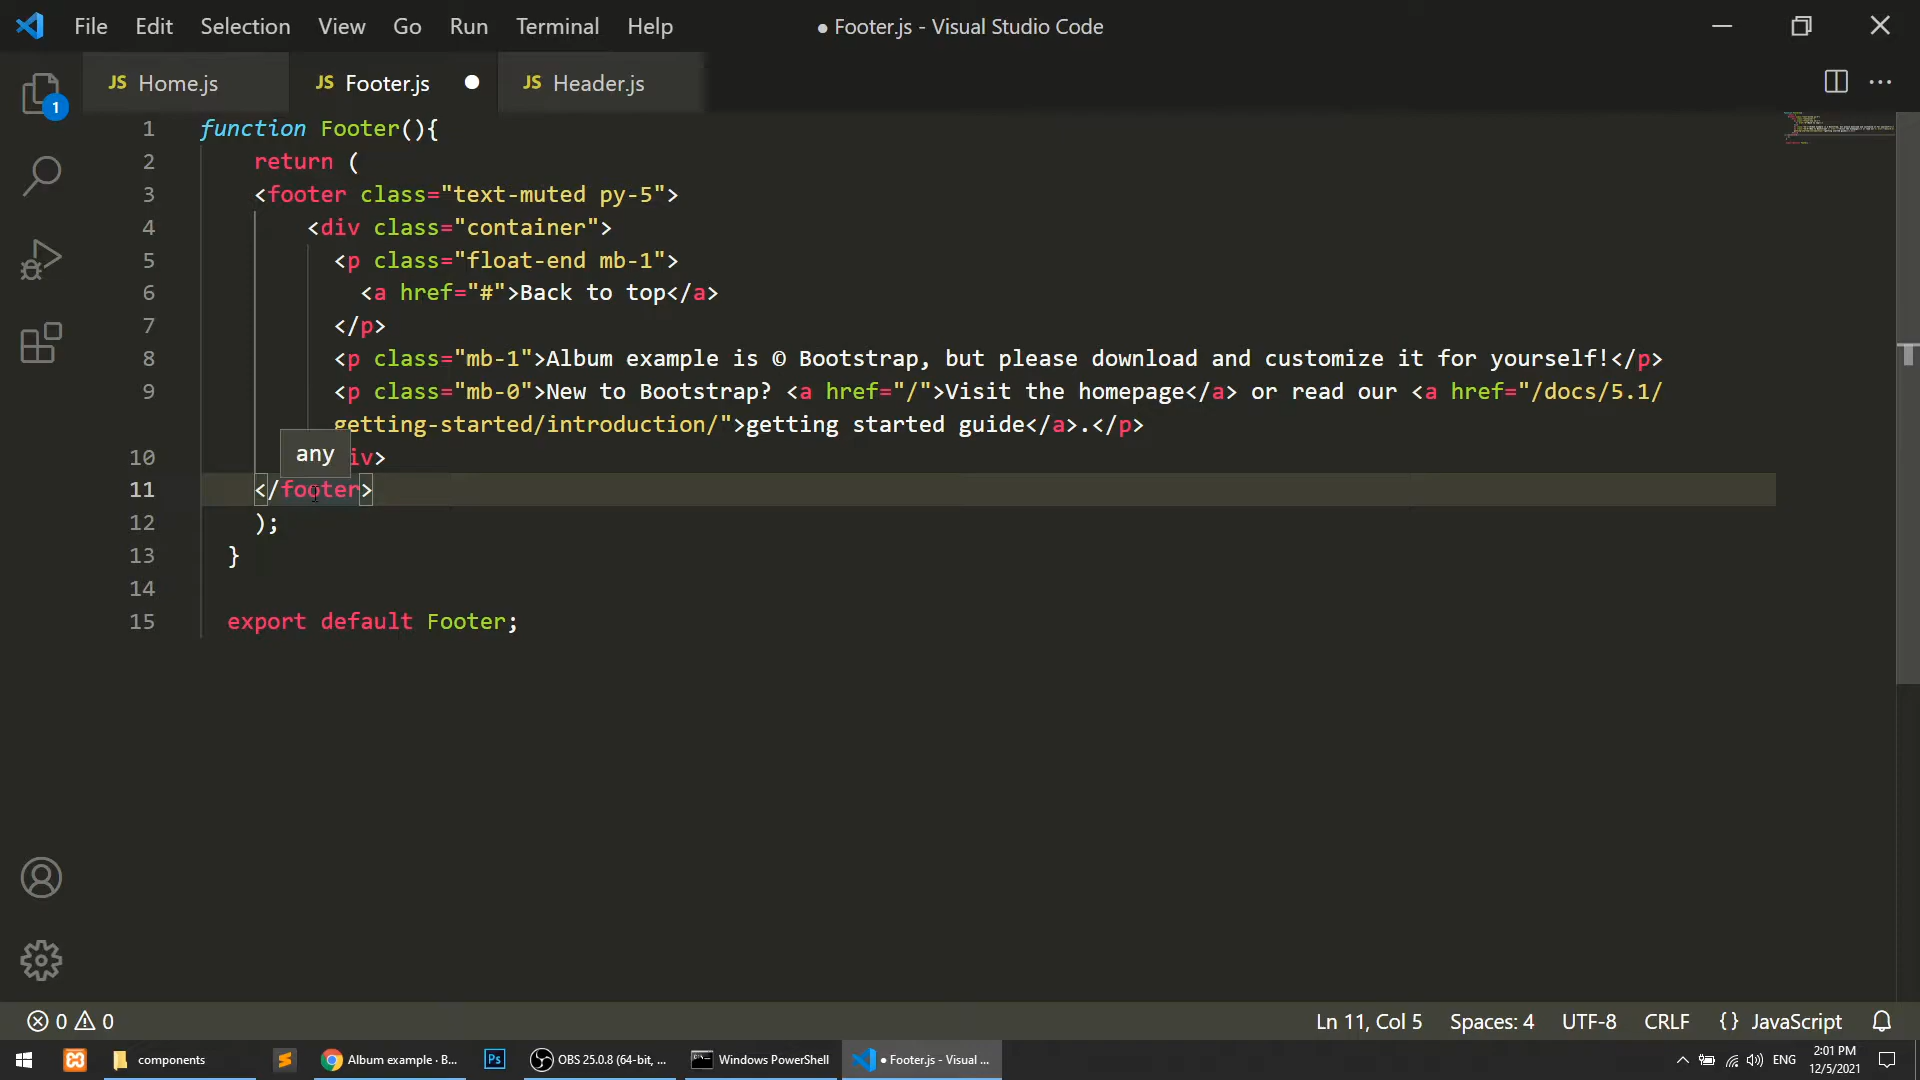 File Edit Selection View Go Run Terminal Help ● Footer.js - Visual Studio Code
JS Home.js JS Footer.js ● JS Header.js
1
1 function Footer(){
2 return (
3 <footer class="text-muted py-5">
4 <div class="container">
5 <p class="float-end mb-1">
6 <a href="#">Back to top</a>
7 </p>
8 <p class="mb-1">Album example is © Bootstrap, but please download and customize it for yourself!</p>
9 <p class="mb-0">New to Bootstrap? <a href="/">Visit the homepage</a> or read our <a href="/docs/5.1/
getting-started/introduction/">getting started guide</a>.</p>
any
10 iv>
11 </footer>
12 );
13 }
14
15 export default Footer;
0 0 Ln 11, Col 5 Spaces: 4 UTF-8 CRLF {} JavaScript
components Album example · B... Ps OBS 25.0.8 (64-bit, ... Windows PowerShell ● Footer.js - Visual ... ENG 2:01 PM
12/5/2021